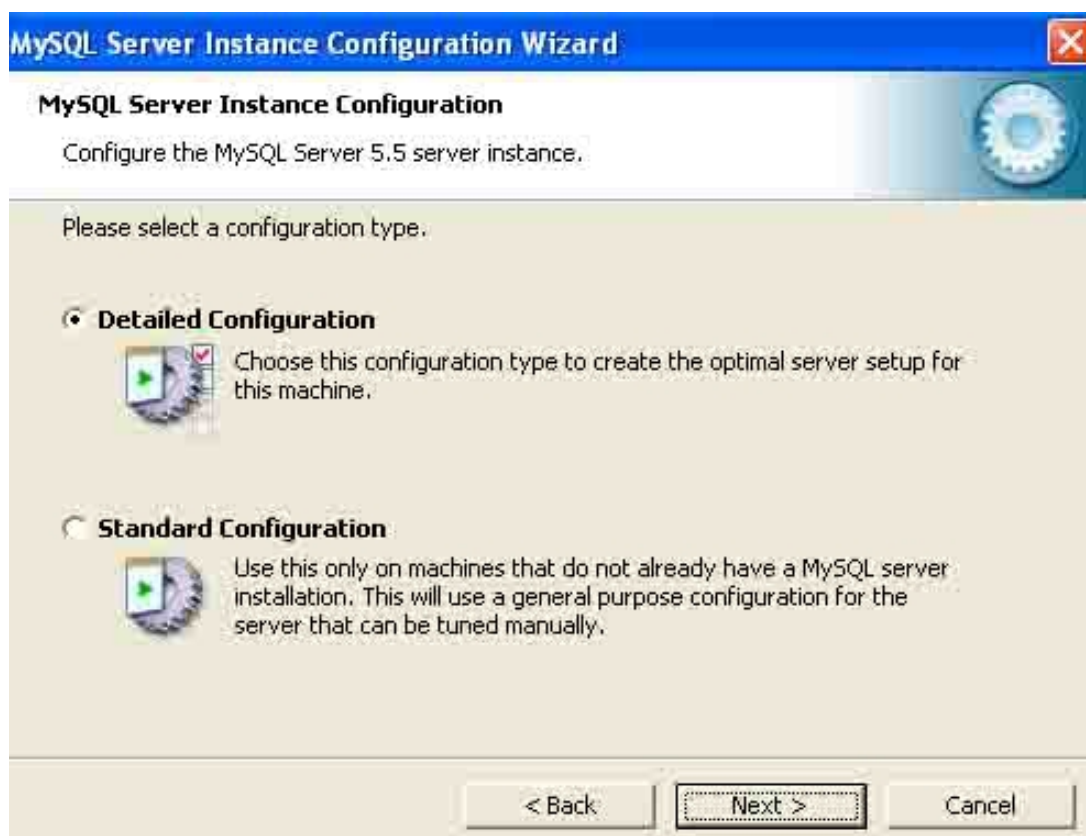 MySQL Server Instance Configuration Wizard
MySQL Server Instance Configuration
Configure the MySQL Server 5.5 server instance.
Please select a configuration type.
Detailed Configuration
Choose this configuration type to create the optimal server setup for
this machine.
Standard Configuration
Use this only on machines that do not already have a MySQL server
installation. This will use a general purpose configuration for the
server that can be tuned manually.
< Back
Next >
Cancel